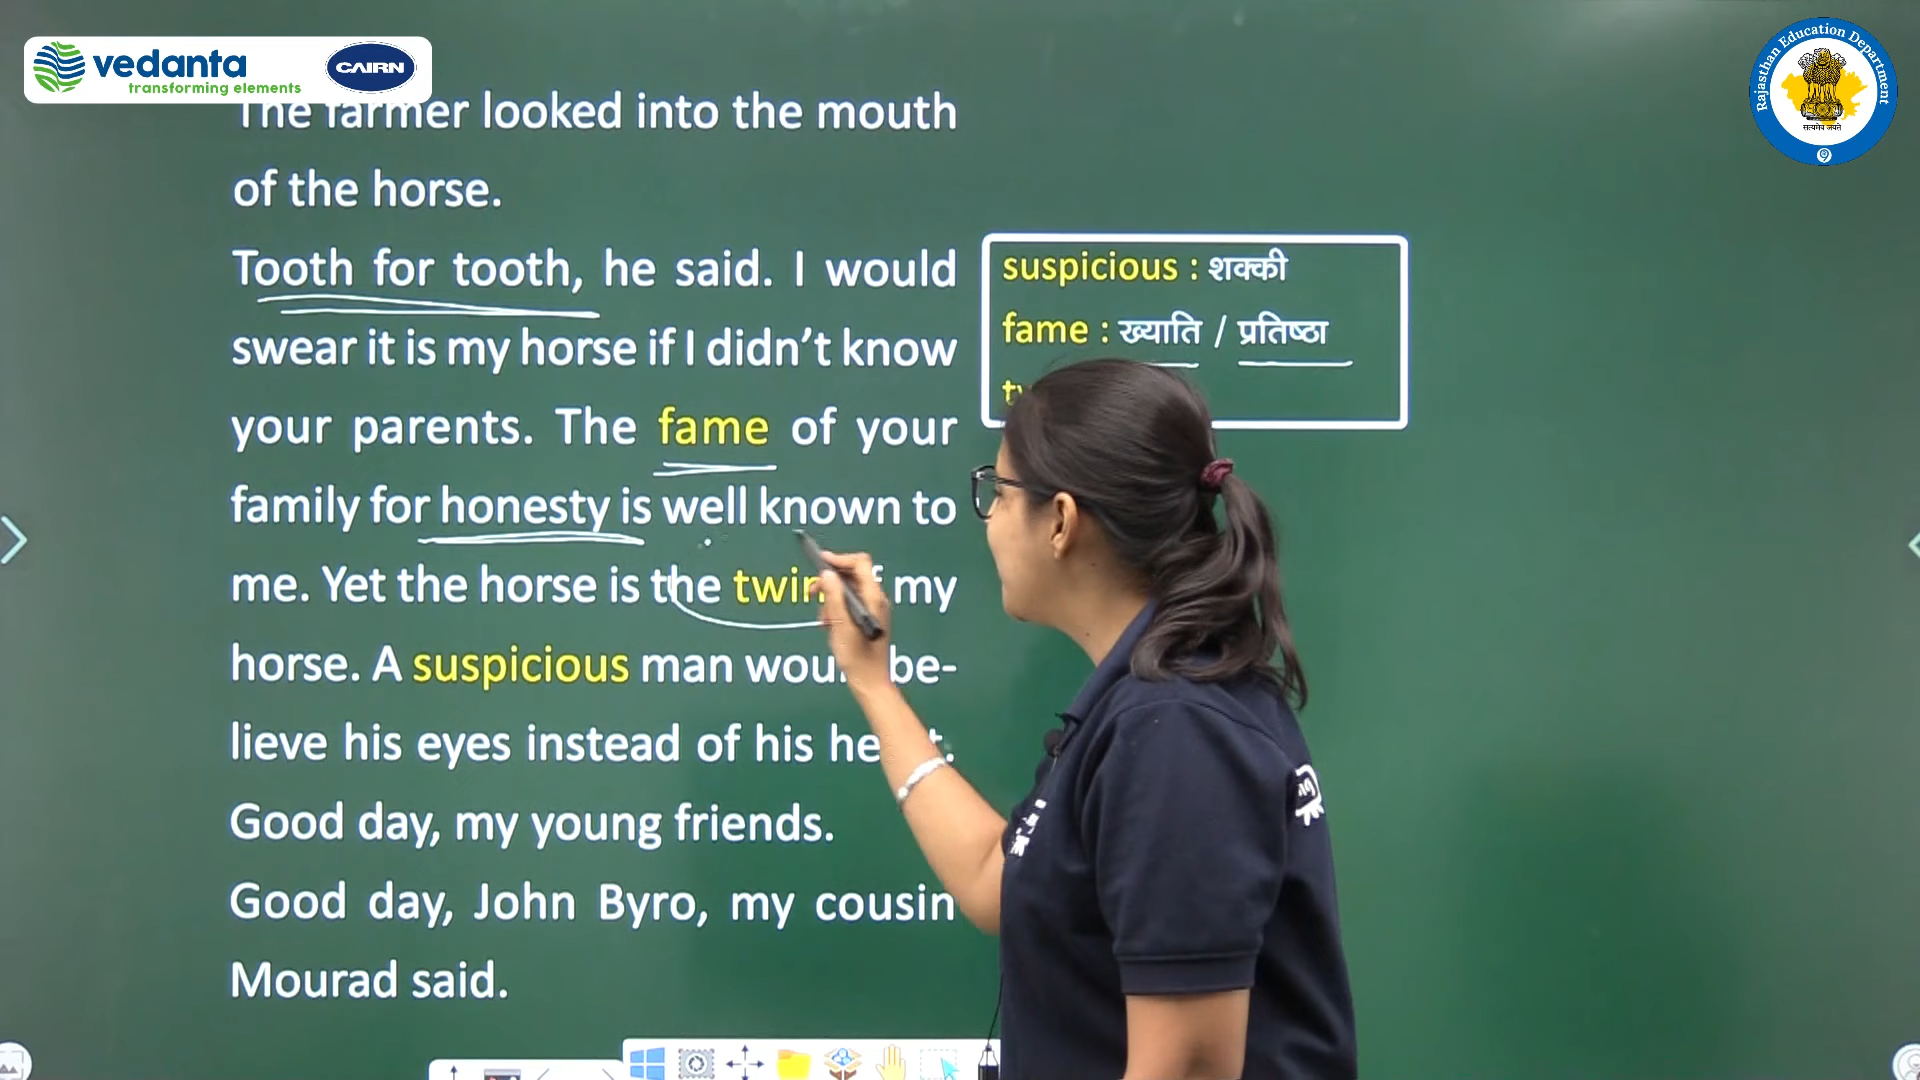 vedanta
transforming elements
CAIRN
Rajasthan Education Department
सत्यमेव जयते
The farmer looked into the mouth
of the horse.
Tooth for tooth, he said. I would
swear it is my horse if I didn't know
your parents. The fame of your
family for honesty is well known to
me. Yet the horse is the twin my
horse. A suspicious man would be-
lieve his eyes instead of his
Good day, my young friends.
Good day, John Byro, my cousin
Mourad said.
suspicious : शक्की
fame : ख्याति / प्रतिष्ठा